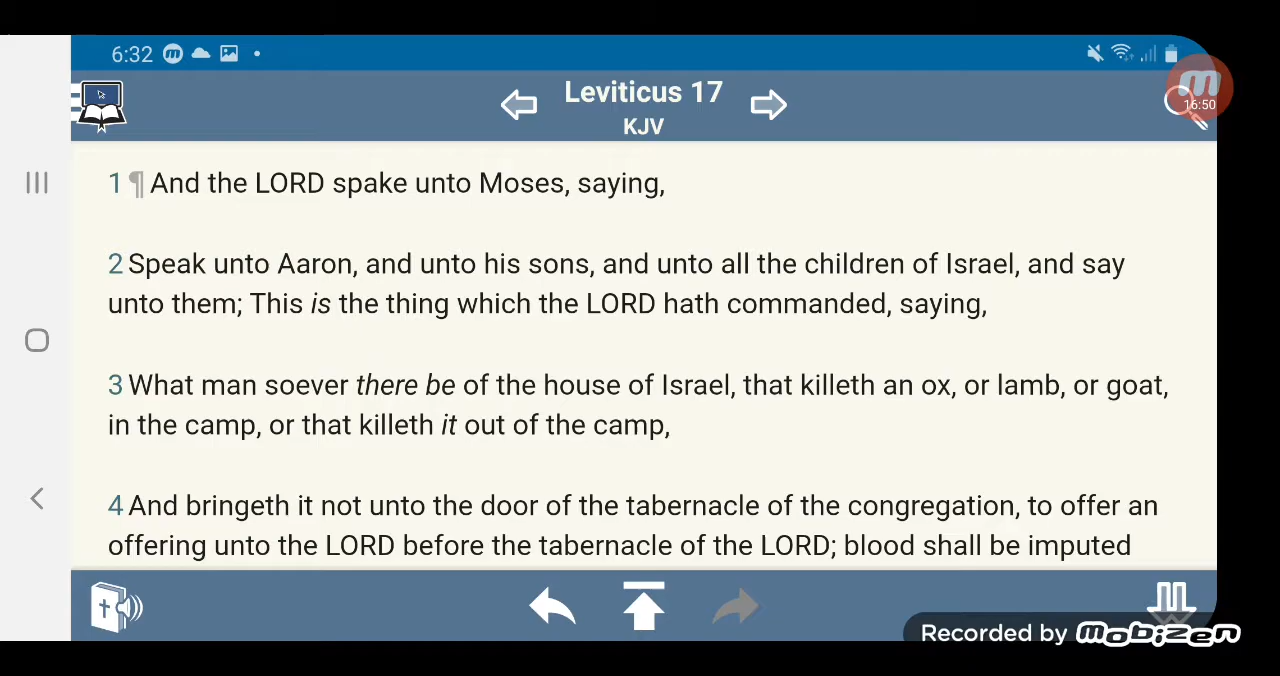 6:32
Leviticus 17
KJV
16:50
1 ¶ And the LORD spake unto Moses, saying,
2 Speak unto Aaron, and unto his sons, and unto all the children of Israel, and say
unto them; This is the thing which the LORD hath commanded, saying,
3 What man soever there be of the house of Israel, that killeth an ox, or lamb, or goat,
in the camp, or that killeth it out of the camp,
4 And bringeth it not unto the door of the tabernacle of the congregation, to offer an
offering unto the LORD before the tabernacle of the LORD; blood shall be imputed
Recorded by mobizen